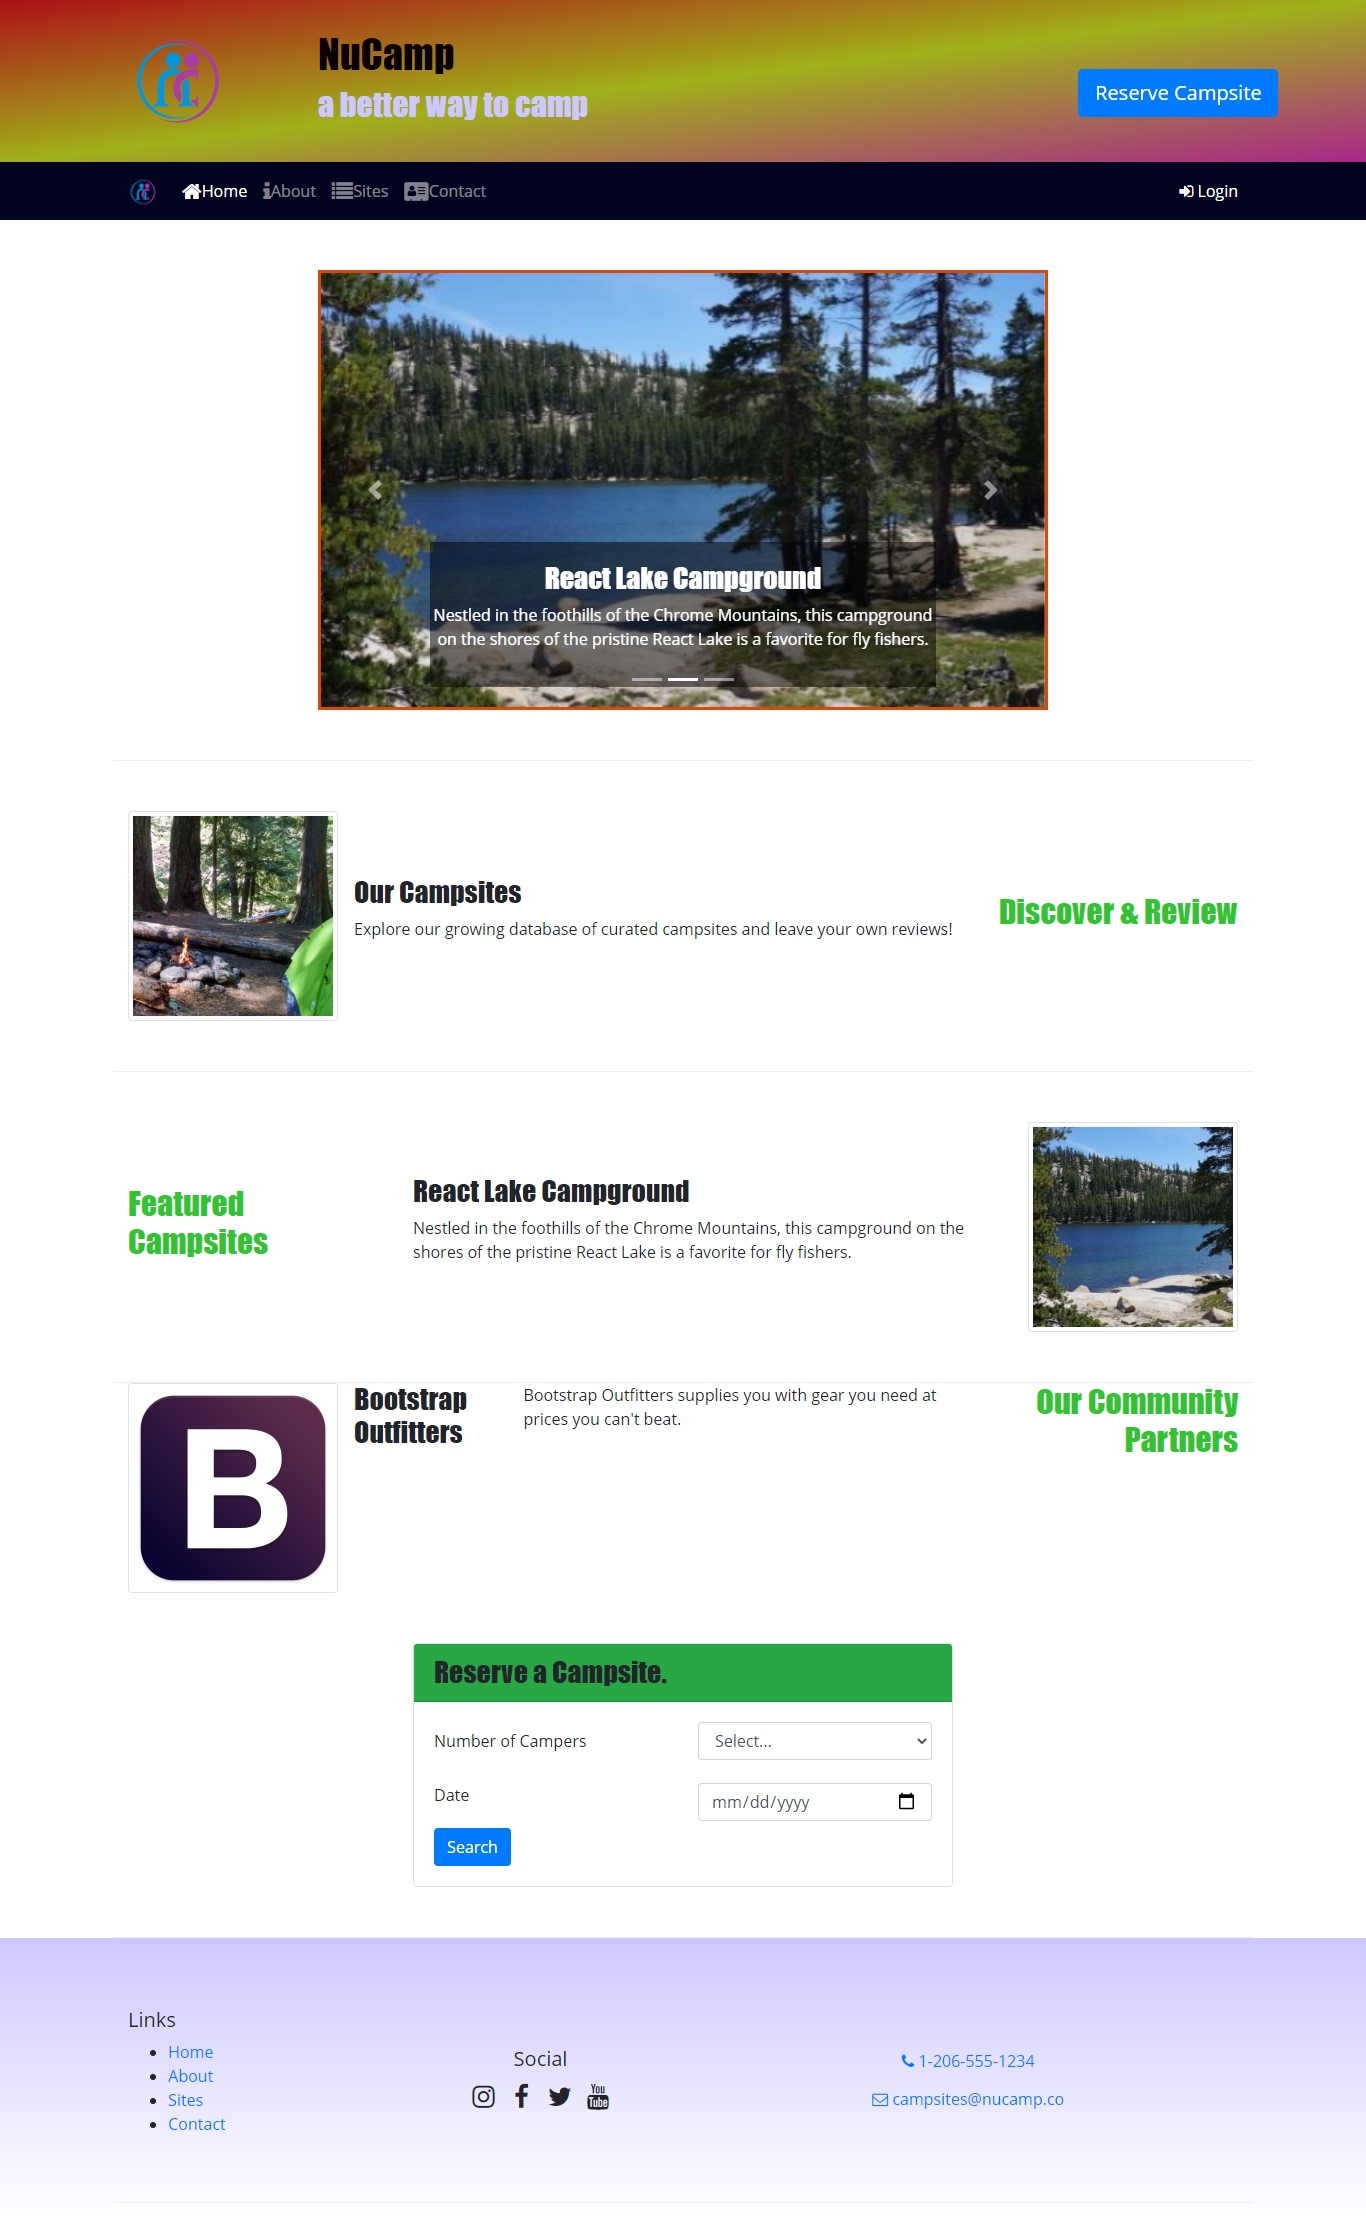 NuCamp
a better way to camp
Reserve Campsite
Home About Sites Contact
Login
React Lake Campground
Nestled in the foothills of the Chrome Mountains, this campground
on the shores of the pristine React Lake is a favorite for fly fishers.
Our Campsites
Explore our growing database of curated campsites and leave your own reviews!
Discover & Review
Featured
Campsites
React Lake Campground
Nestled in the foothills of the Chrome Mountains, this campground on the
shores of the pristine React Lake is a favorite for fly fishers.
B
Bootstrap
Outfitters
Bootstrap Outfitters supplies you with gear you need at
prices you can't beat.
Our Community
Partners
Reserve a Campsite.
Number of Campers
Select...
Date
mm/dd/yyyy
Search
Links
Home
About
Sites
Contact
Social
You
Tube
1-206-555-1234
campsites@nucamp.co